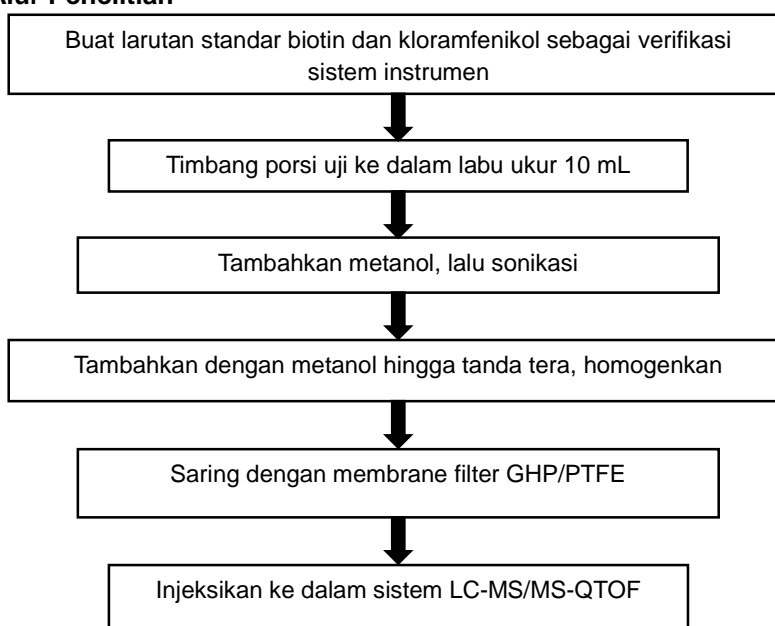 Penelitian
Buat larutan standar biotin dan kloramfenikol sebagai verifikasi
sistem instrumen
Timbang porsi uji ke dalam labu ukur 10 mL
Tambahkan metanol, lalu sonikasi
Tambahkan dengan metanol hingga tanda tera, homogenkan
Saring dengan membrane filter GHP/PTFE
Injeksikan ke dalam sistem LC-MS/MS-QTOF